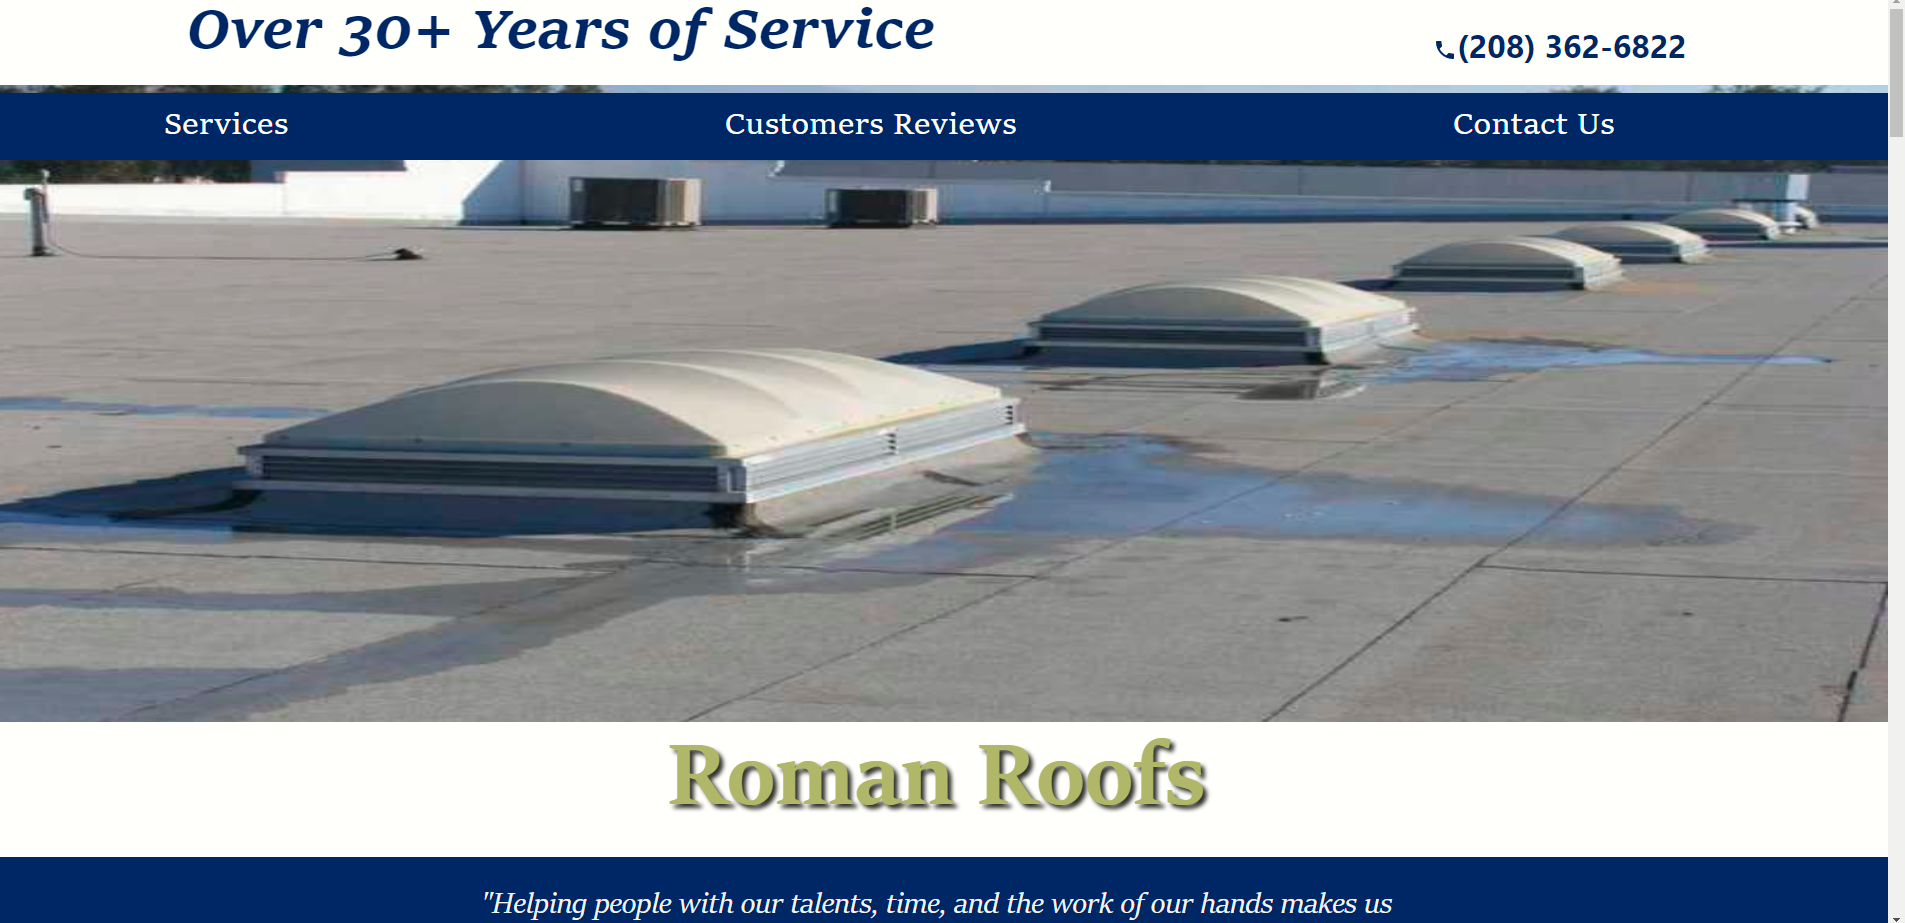 Over 30+ Years of Service
(208) 362-6822
Services
Customers Reviews
Contact Us
Roman Roofs
"Helping people with our talents, time, and the work of our hands makes us